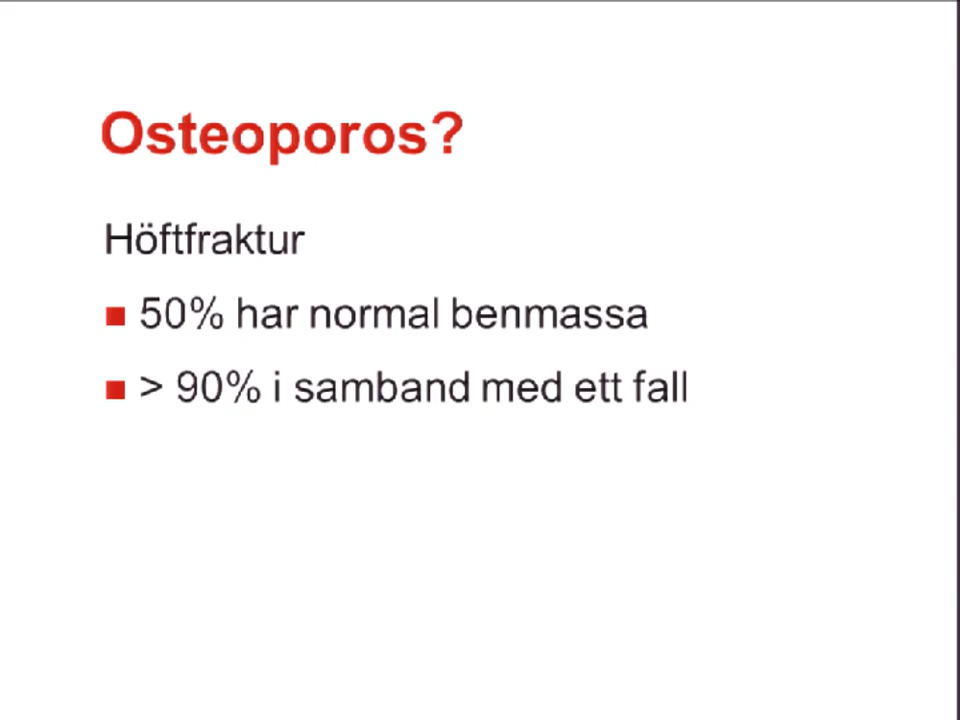 Osteoporos?
Höftfraktur
■ 50% har normal benmassa
■ > 90% i samband med ett fall